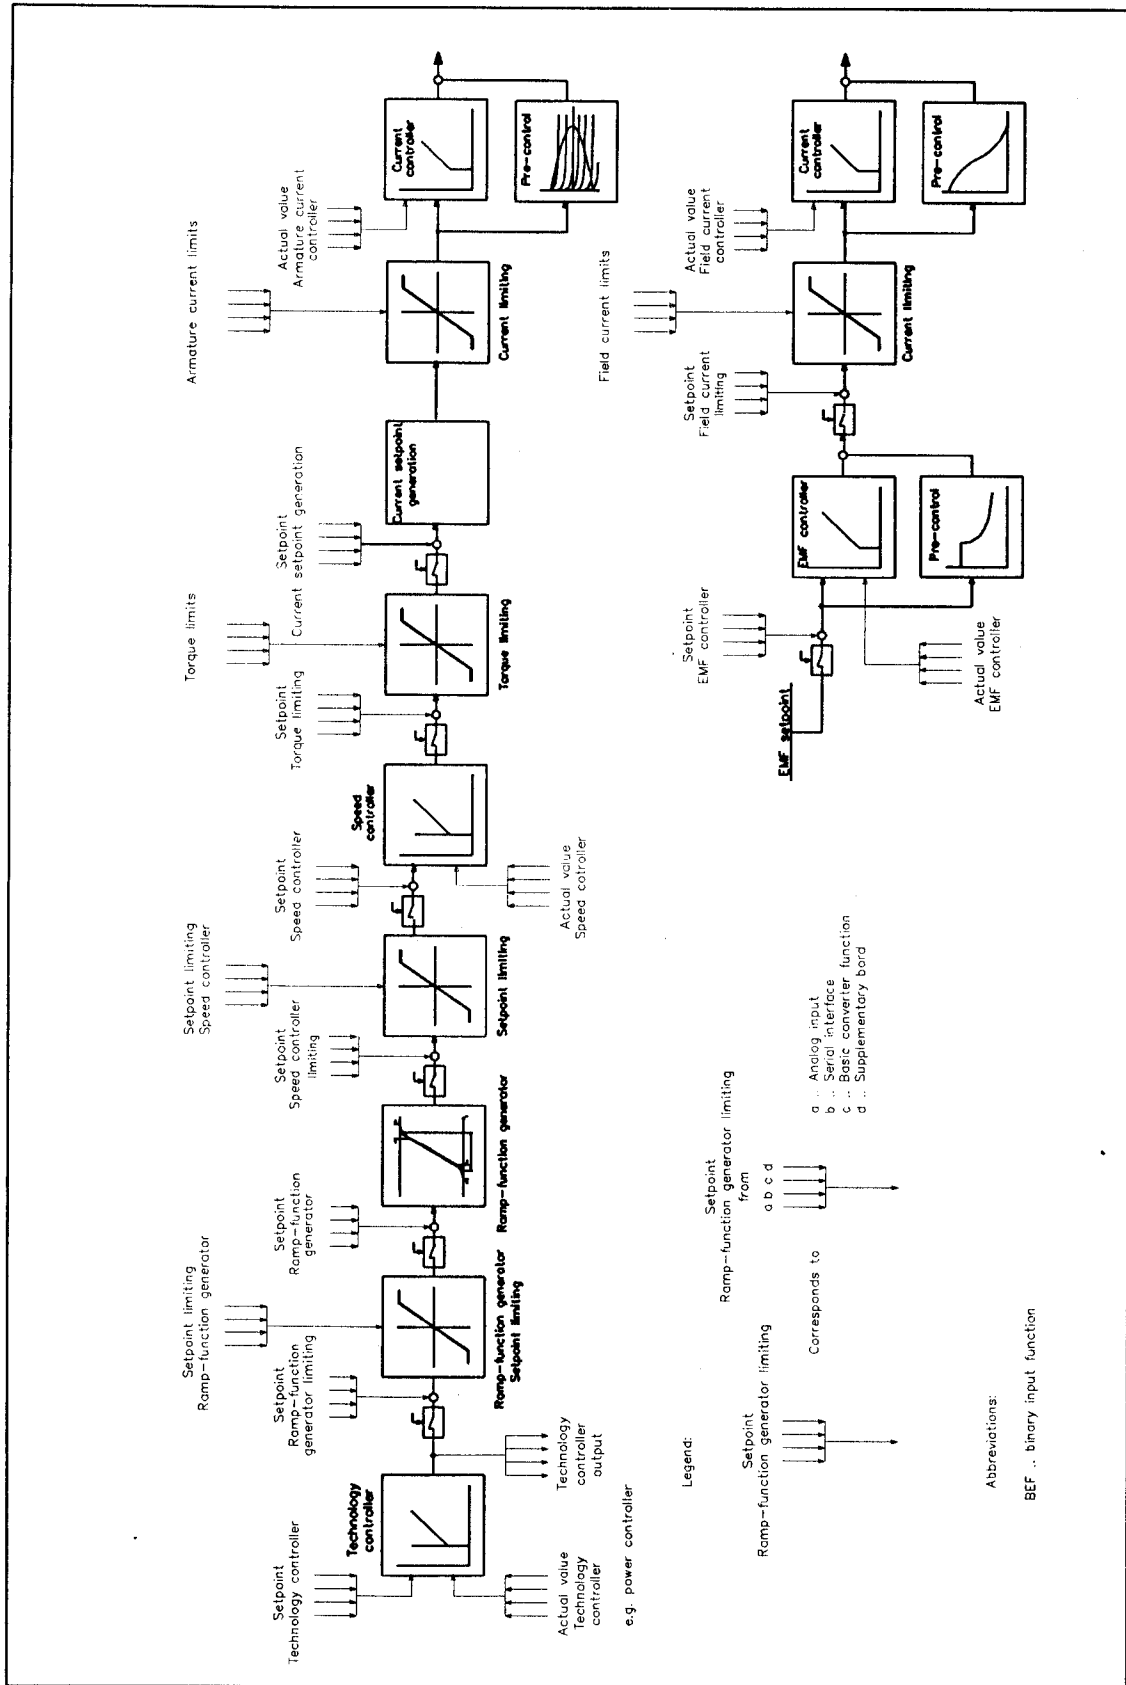 Setpoint limiting
Ramp-function generator
Setpoint limiting
Speed controller
Torque limits
Armature current limits
Setpoint
Technology controller
Setpoint
Ramp-function
generator limiting
Setpoint
Ramp-function
generator
Setpoint
Speed controller
limiting
Setpoint
Speed controller
Setpoint
Torque limiting
Setpoint
Current setpoint generation
Actual value
Armature current
controller
Technology
controller
Ramp-function generator
Setpoint limiting
Ramp-function generator
Setpoint limiting
Speed
controller
Torque limiting
Current setpoint
generation
Current limiting
Current
controller
Pre-control
Actual value
Technology
controller
e.g. power controller
Technology
controller
output
Actual value
Speed cotroller
Field current limits
Setpoint
EMF controller
Setpoint
Field current
limiting
Actual value
Field current
controller
EMF setpoint
EMF controller
Pre-control
Current limiting
Current
controller
Pre-control
Actual value
EMF controller
Legend:
Setpoint
Ramp-function generator limiting
Corresponds to
Setpoint
Ramp-function generator limiting
from
a b c d
a .. Analog input
b .. Serial interface
c .. Basic converter function
d .. Supplementary bord
Abbreviations:
BEF .. binary input function